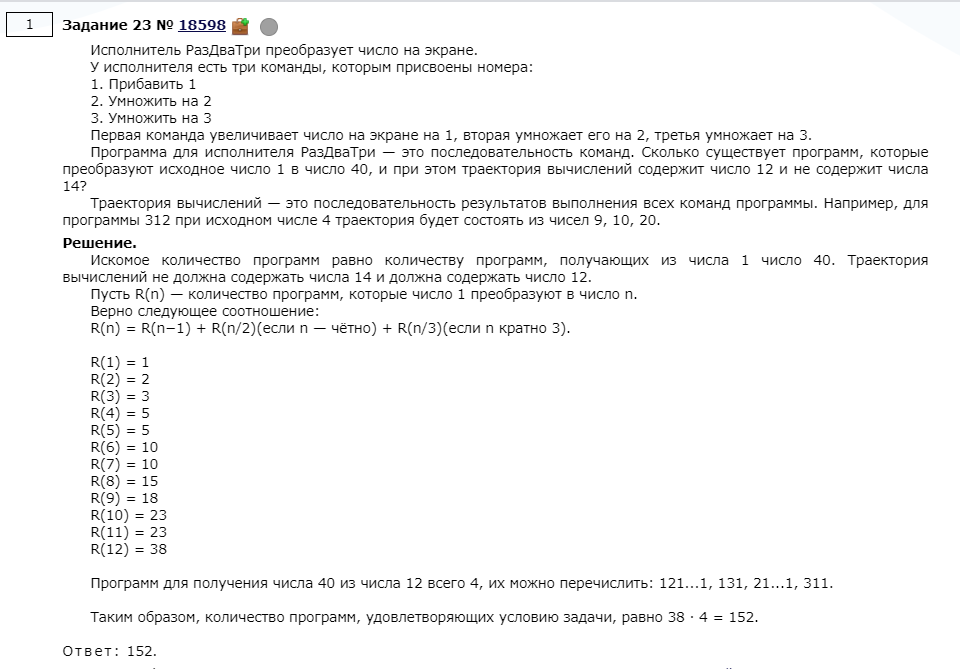 1
Задание 23 № 18598
Исполнитель РазДваТри преобразует число на экране.
У исполнителя есть три команды, которым присвоены номера:
1. Прибавить 1
2. Умножить на 2
3. Умножить на 3
Первая команда увеличивает число на экране на 1, вторая умножает его на 2, третья умножает на 3.
Программа для исполнителя РазДваТри — это последовательность команд. Сколько существует программ, которые
преобразуют исходное число 1 в число 40, и при этом траектория вычислений содержит число 12 и не содержит числа
14?
Траектория вычислений — это последовательность результатов выполнения всех команд программы. Например, для
программы 312 при исходном числе 4 траектория будет состоять из чисел 9, 10, 20.
Решение.
Искомое количество программ равно количеству программ, получающих из числа 1 число 40. Траектория
вычислений не должна содержать числа 14 и должна содержать число 12.
Пусть R(n) — количество программ, которые число 1 преобразуют в число n.
Верно следующее соотношение:
R(n) = R(n−1) + R(n/2)(если n — чётно) + R(n/3)(если n кратно 3).
R(1) = 1
R(2) = 2
R(3) = 3
R(4) = 5
R(5) = 5
R(6) = 10
R(7) = 10
R(8) = 15
R(9) = 18
R(10) = 23
R(11) = 23
R(12) = 38
Программ для получения числа 40 из числа 12 всего 4, их можно перечислить: 121...1, 131, 21...1, 311.
Таким образом, количество программ, удовлетворяющих условию задачи, равно 38 · 4 = 152.
Ответ: 152.